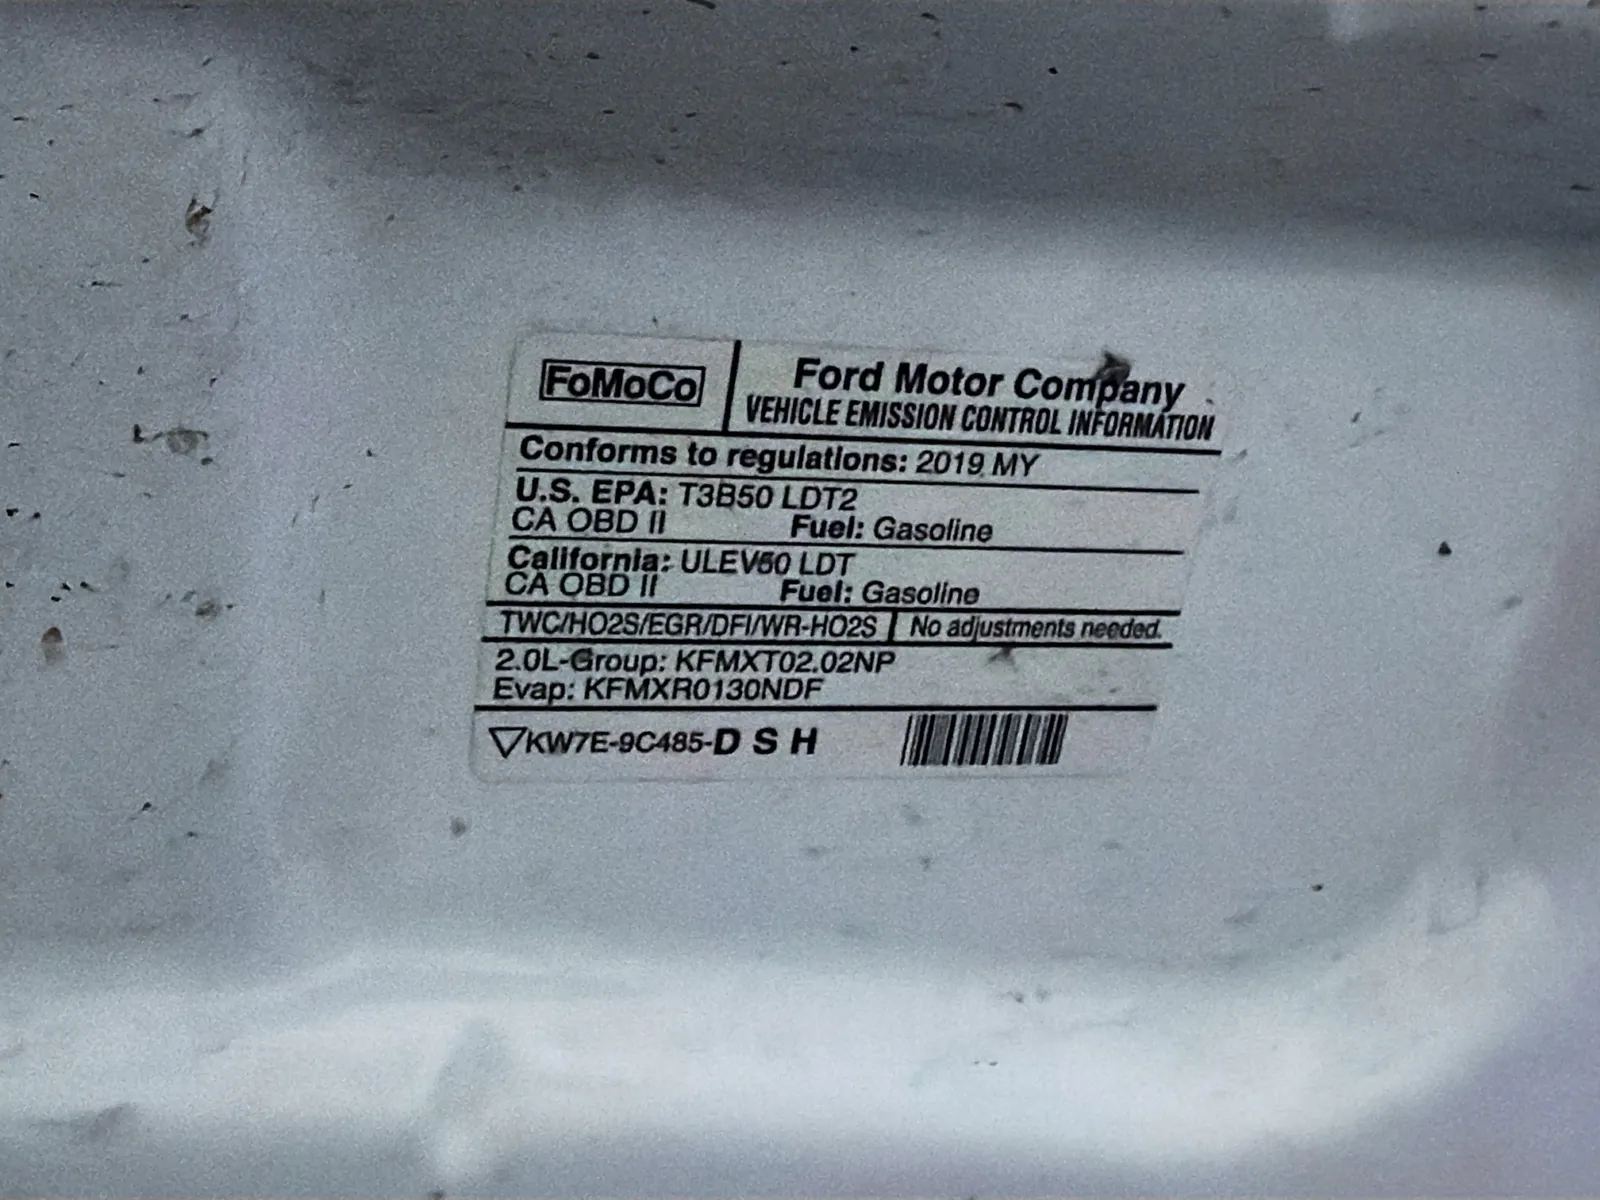 FoMoCo
Ford Motor Company
VEHICLE EMISSION CONTROL INFORMATION
Conforms to regulations: 2019 MY
U.S. EPA: T3B50 LDT2
CA OBD II Fuel: Gasoline
California: ULEV50 LDT
CA OBD II Fuel: Gasoline
TWC/HO2S/EGR/DFI/WR-HO2S No adjustments needed.
2.0L-Group: KFMXT02.02NP
Evap: KFMXR0130NDF
KW7E-9C485-D S H